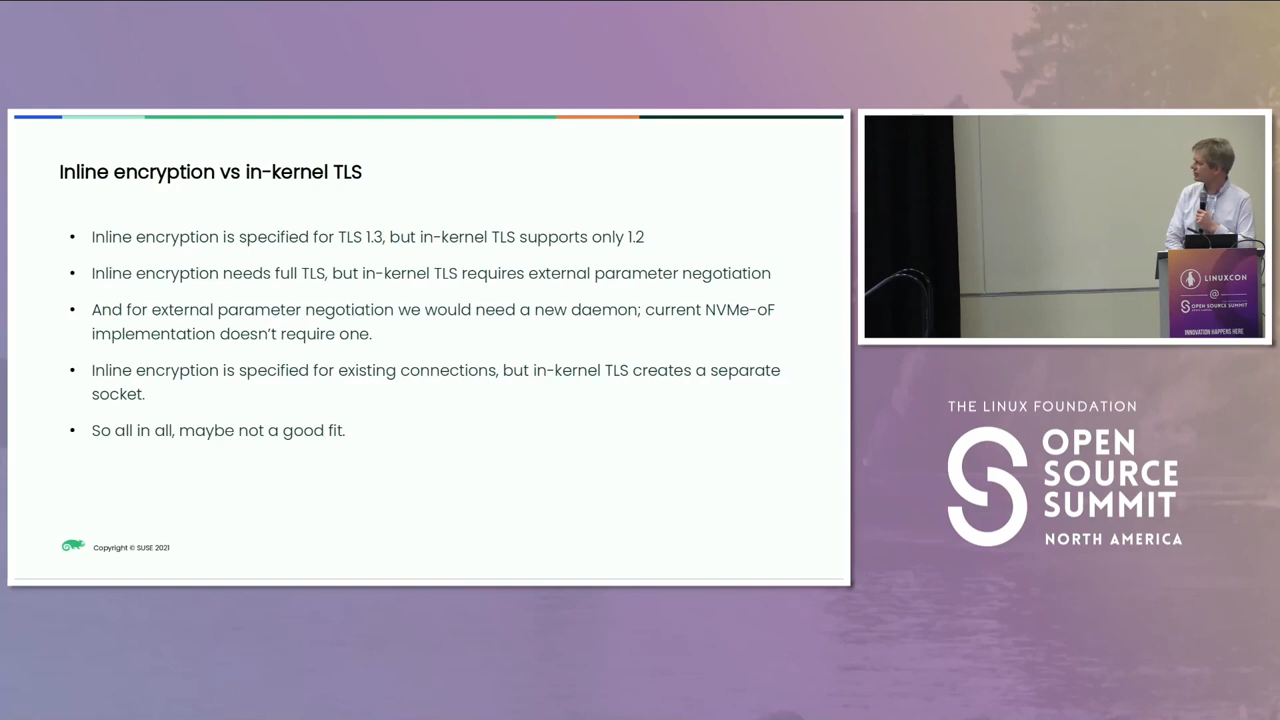 Inline encryption vs in-kernel TLS
• Inline encryption is specified for TLS 1.3, but in-kernel TLS supports only 1.2
• Inline encryption needs full TLS, but in-kernel TLS requires external parameter negotiation
• And for external parameter negotiation we would need a new daemon; current NVMe-oF
implementation doesn't require one.
• Inline encryption is specified for existing connections, but in-kernel TLS creates a separate
socket.
• So all in all, maybe not a good fit.
Copyright © SUSE 2021
LINUXCON
@
OPEN SOURCE SUMMIT
INNOVATION HAPPENS HERE
THE LINUX FOUNDATION
OPEN
SOURCE
SUMMIT
NORTH AMERICA